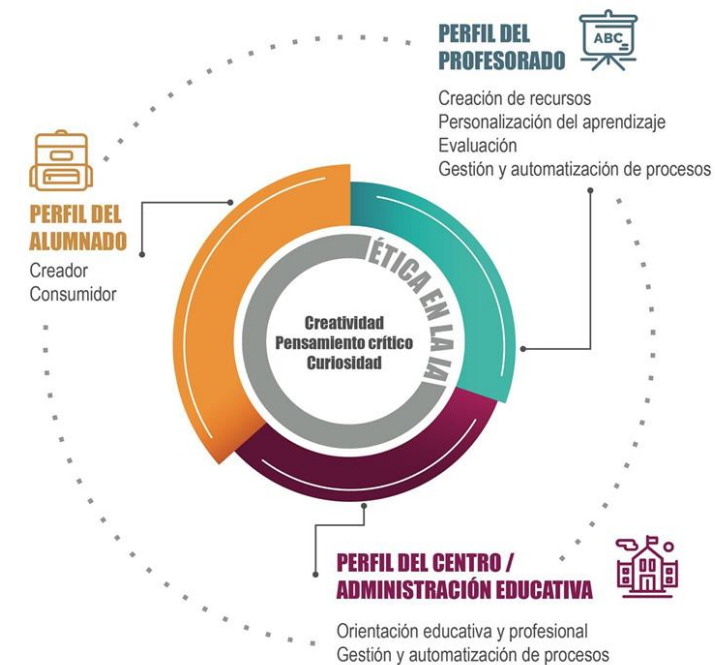 PERFIL DEL
PROFESORADO
ABC
Creación de recursos
Personalización del aprendizaje
Evaluación
Gestión y automatización de procesos
PERFIL DEL
ALUMNADO
Creador
Consumidor
ÉTICA EN LA IA
Creatividad
Pensamiento crítico
Curiosidad
PERFIL DEL CENTRO /
ADMINISTRACIÓN EDUCATIVA
Orientación educativa y profesional
Gestión y automatización de procesos